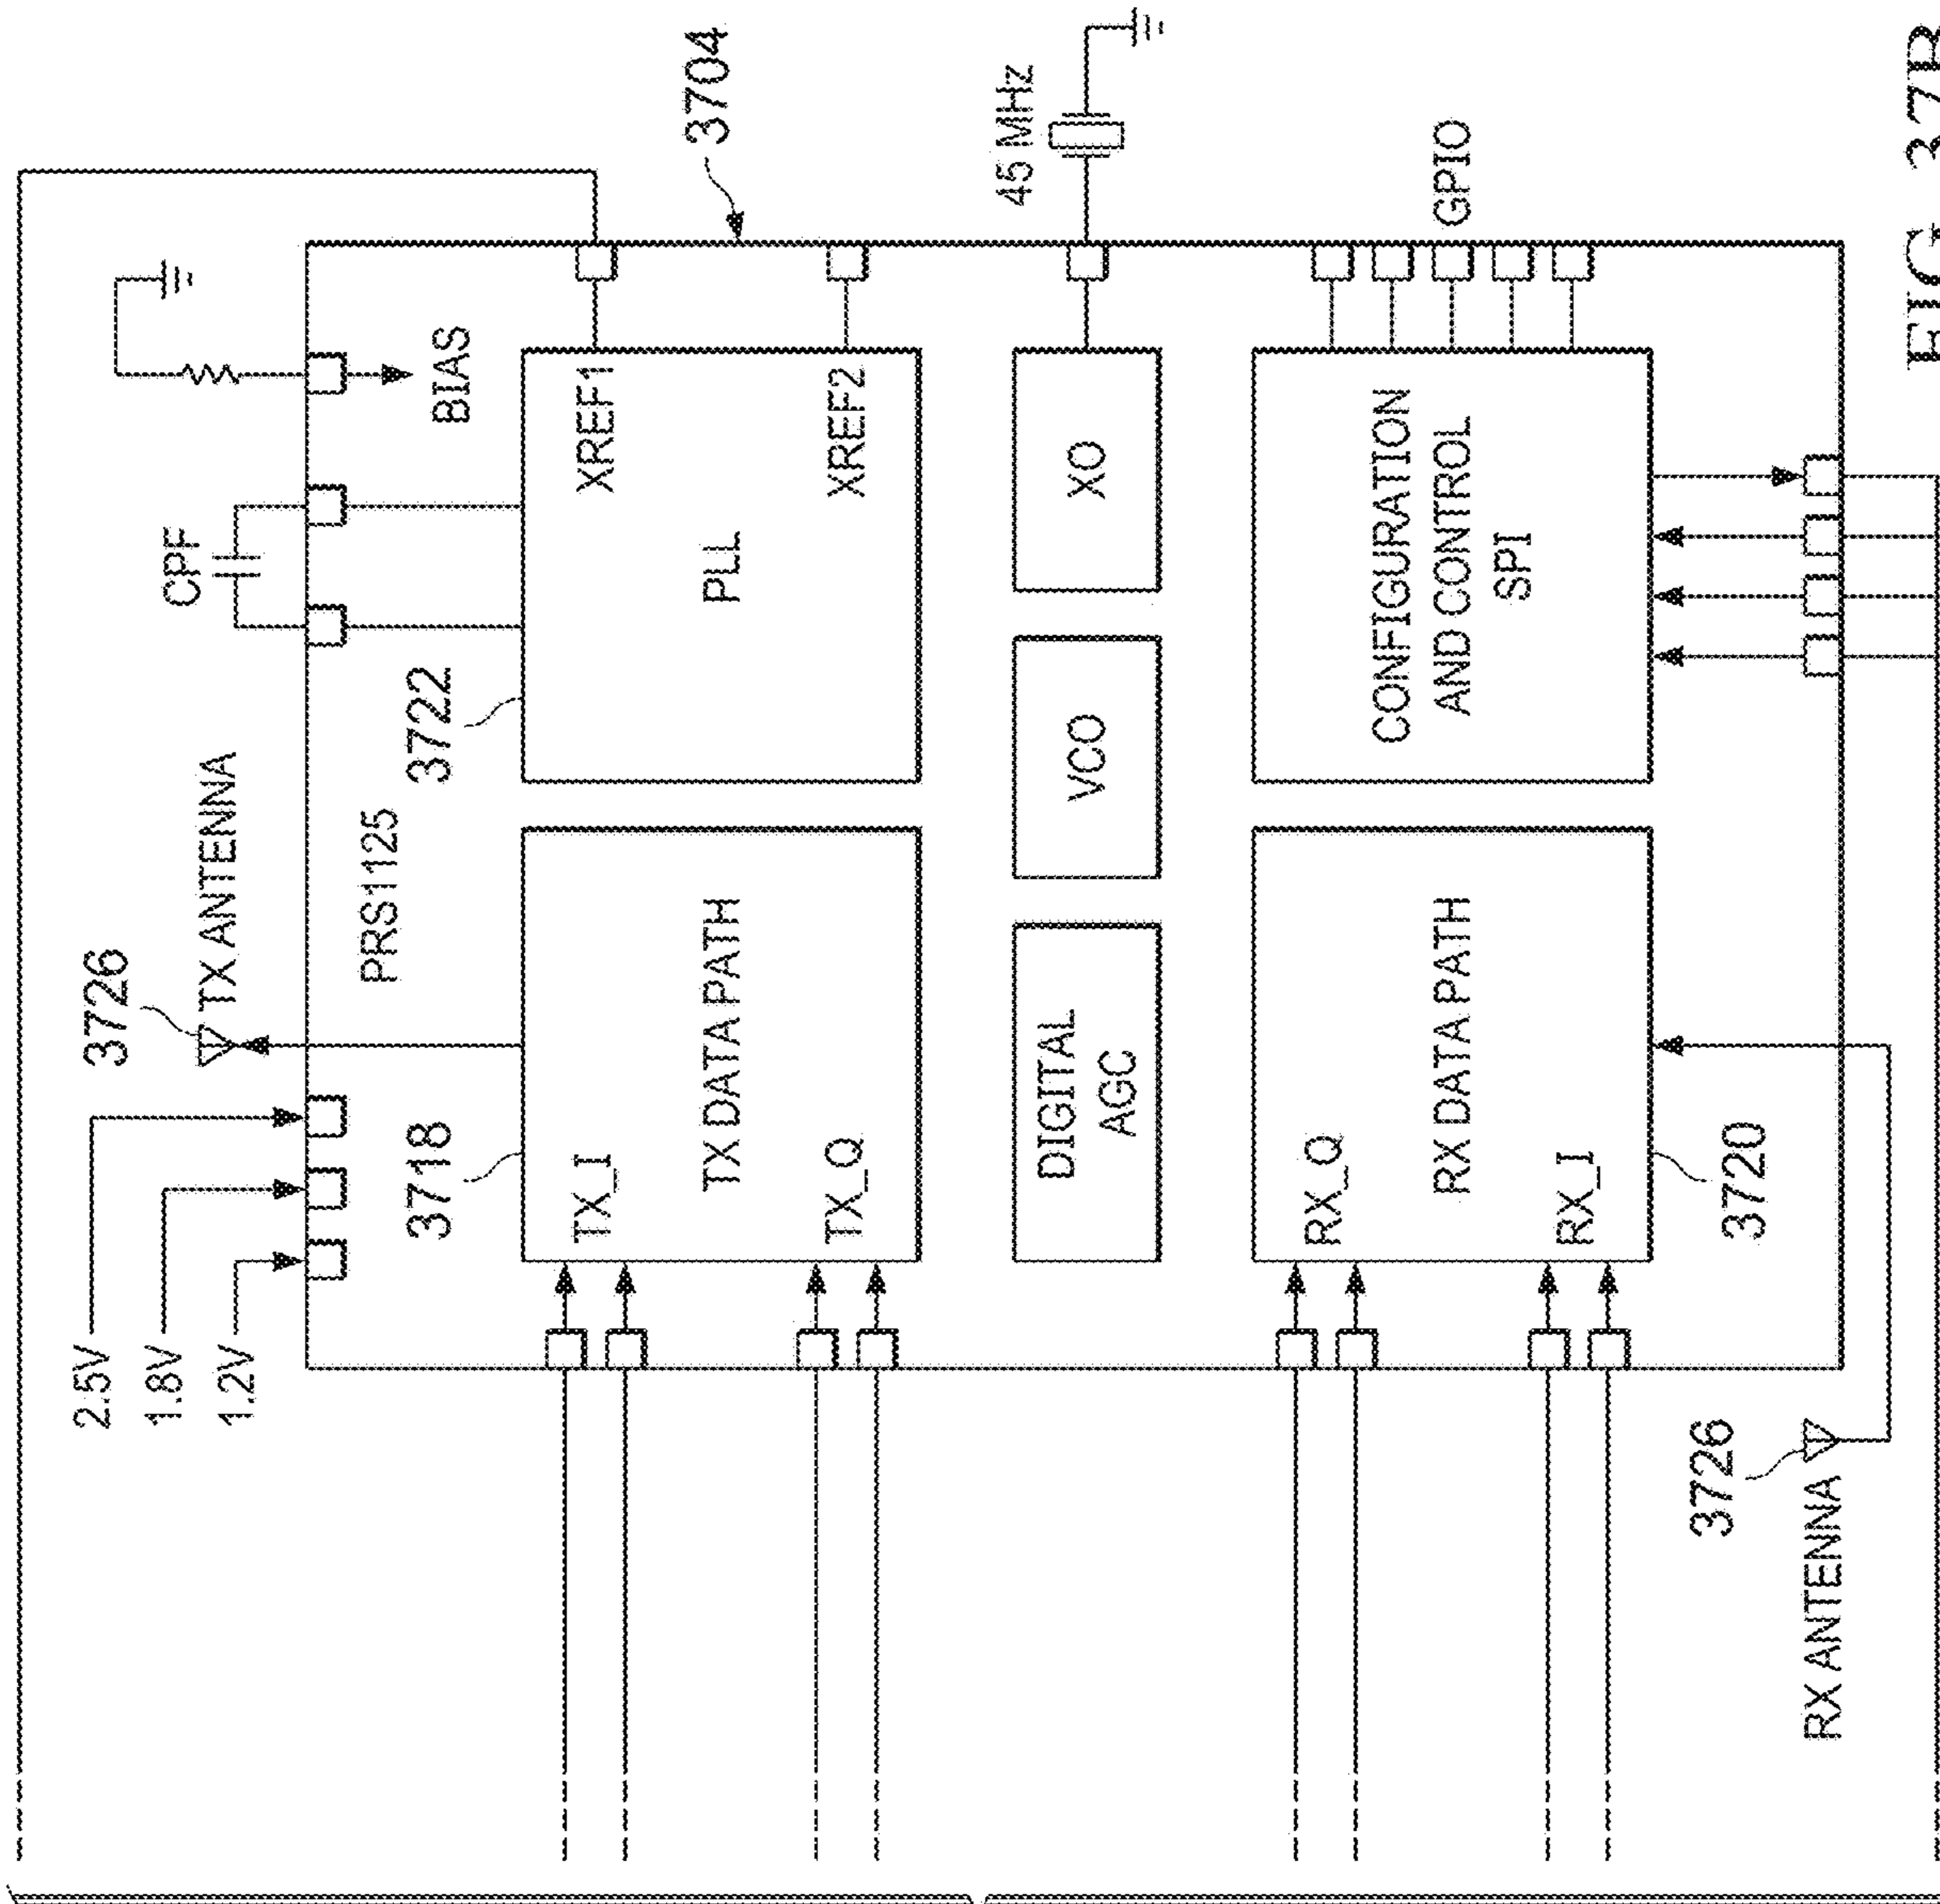 2.5V
1.8V
1.2V
3726
TX ANTENNA
CPF
3718
PRS1125
3722
BIAS
3704
TX_I
TX DATA PATH
TX_Q
PLL
XREF1
XREF2
DIGITAL
AGC
VCO
XO
45 MHz
RX_Q
RX DATA PATH
RX_I
CONFIGURATION
AND CONTROL
SPI
GPIO
3720
3726
RX ANTENNA
FIG. 37B